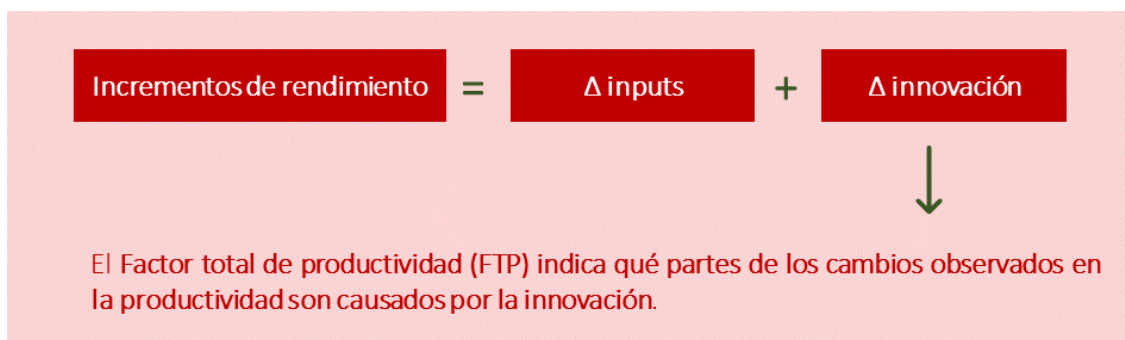 Incrementos de rendimiento = Δ inputs + Δ innovación
El Factor total de productividad (FTP) indica qué partes de los cambios observados en
la productividad son causados por la innovación.